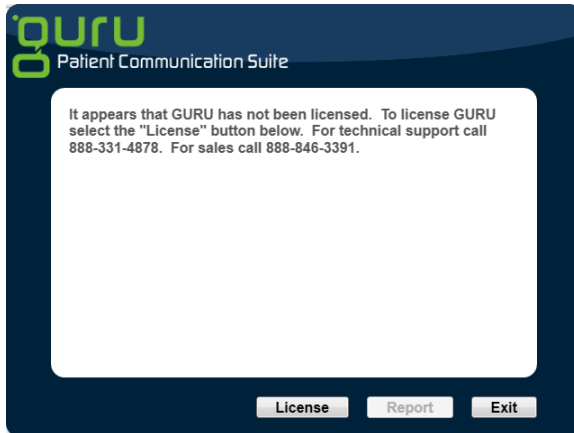 guru
Patient Communication Suite
It appears that GURU has not been licensed.  To license GURU
select the "License" button below.  For technical support call
888-331-4878.  For sales call 888-846-3391.
License Report Exit